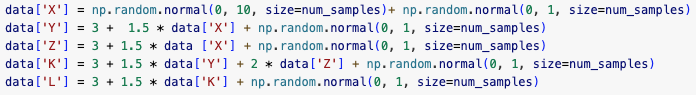 data['X'] = np.random.normal(0, 10, size=num_samples)+ np.random.normal(0, 1, size=num_samples)
data['Y'] = 3 +  1.5 * data['X'] + np.random.normal(0, 1, size=num_samples)
data['Z'] = 3 + 1.5 * data ['X'] + np.random.normal(0, 1, size=num_samples)
data['K'] = 3 + 1.5 * data['Y'] + 2 * data['Z'] + np.random.normal(0, 1, size=num_samples)
data['L'] = 3 + 1.5 * data['K'] + np.random.normal(0, 1, size=num_samples)